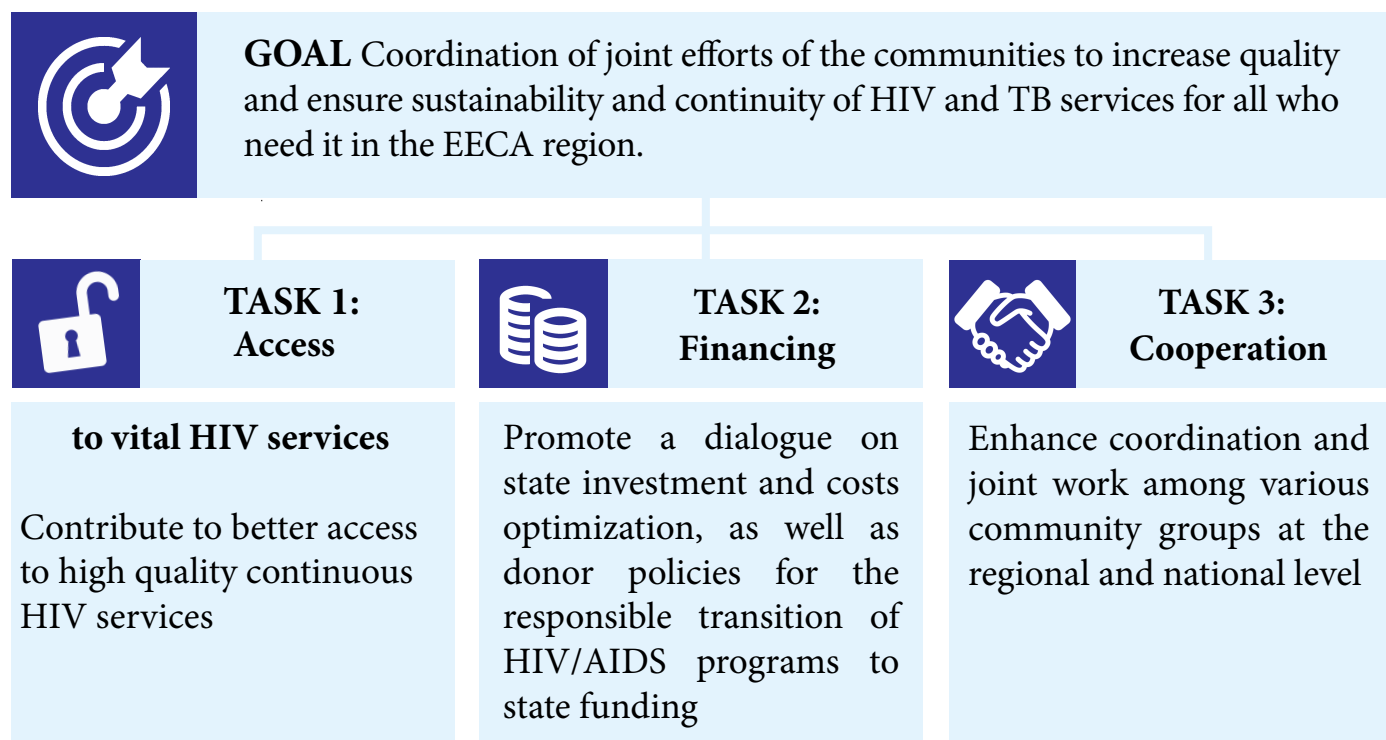 GOAL Coordination of joint efforts of the communities to increase quality
and ensure sustainability and continuity of HIV and TB services for all who
need it in the EECA region.
TASK 1:
Access
to vital HIV services
Contribute to better access
to high quality continuous
HIV services
TASK 2:
Financing
Promote a dialogue on
state investment and costs
optimization, as well as
donor policies for the
responsible transition of
HIV/AIDS programs to
state funding
TASK 3:
Cooperation
Enhance coordination and
joint work among various
community groups at the
regional and national level